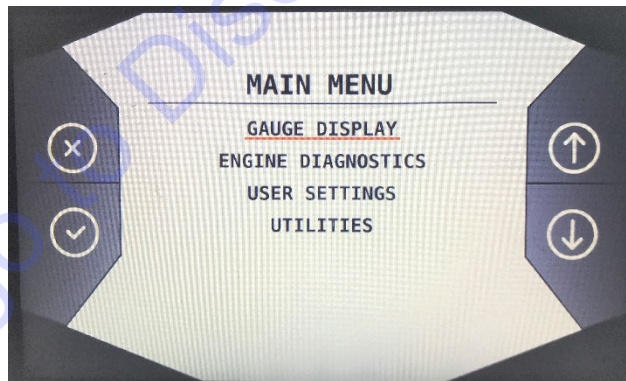 MAIN MENU
GAUGE DISPLAY
ENGINE DIAGNOSTICS
USER SETTINGS
UTILITIES